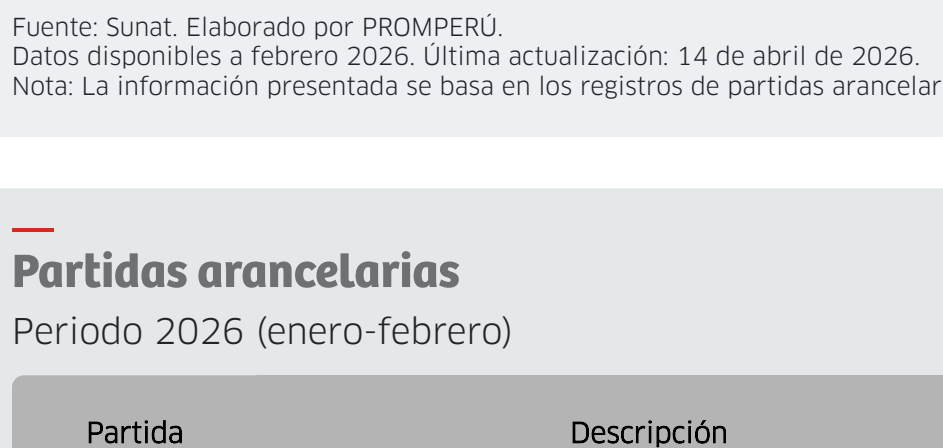 Fuente: Sunat. Elaborado por PROMPERÚ.
Datos disponibles a febrero 2026. Última actualización: 14 de abril de 2026.
Nota: La información presentada se basa en los registros de partidas arancelar
Partidas arancelarias
Periodo 2026 (enero-febrero)
Partida Descripción